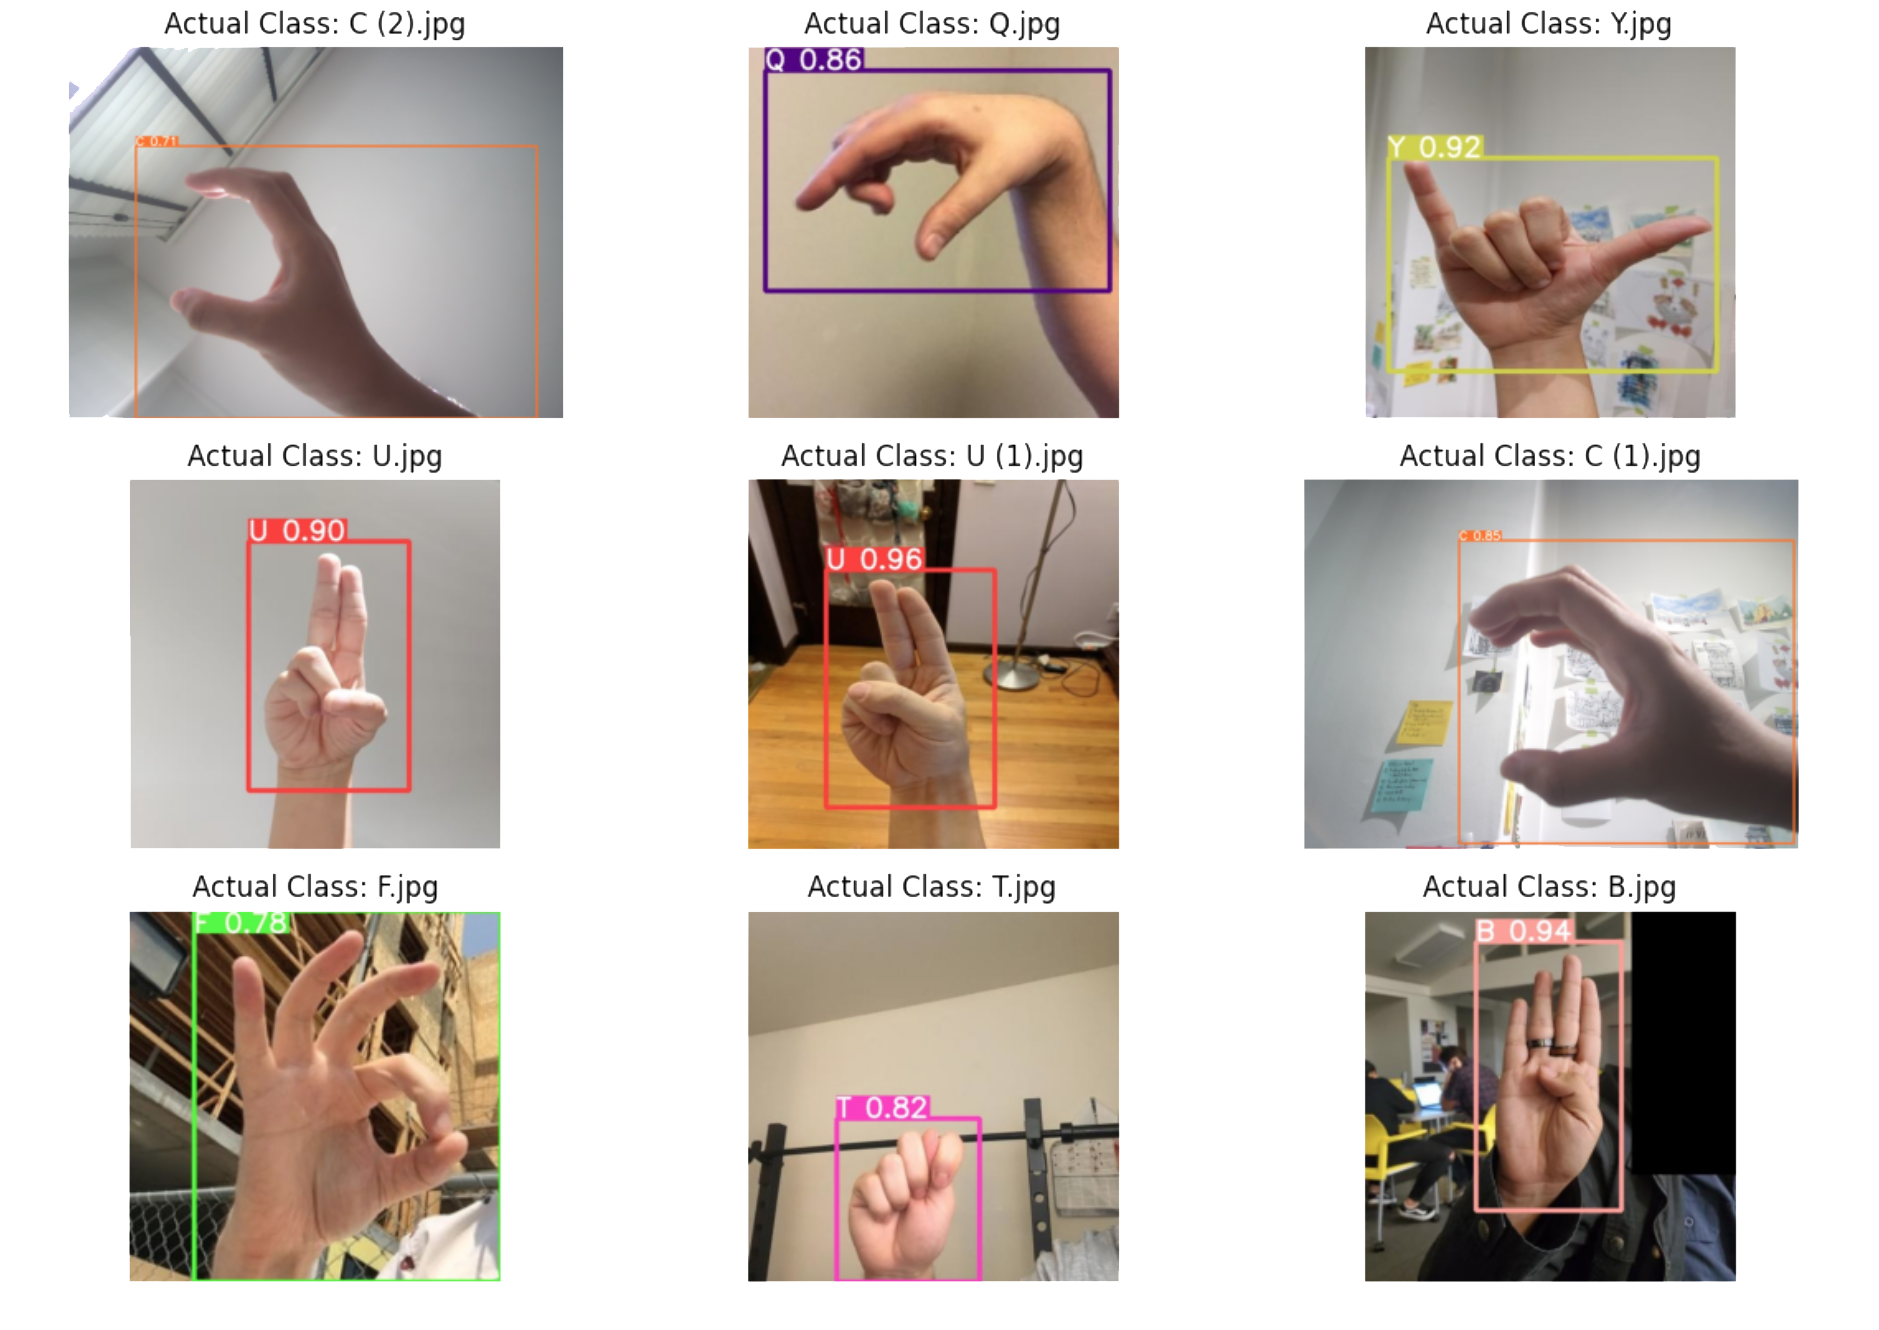 Actual Class: C (2).jpg
Actual Class: Q.jpg
Actual Class: Y.jpg
C 0.71
Q 0.86
Y 0.92
Actual Class: U.jpg
Actual Class: U (1).jpg
Actual Class: C (1).jpg
U 0.90
U 0.96
C 0.85
Actual Class: F.jpg
Actual Class: T.jpg
Actual Class: B.jpg
F 0.78
T 0.82
B 0.94